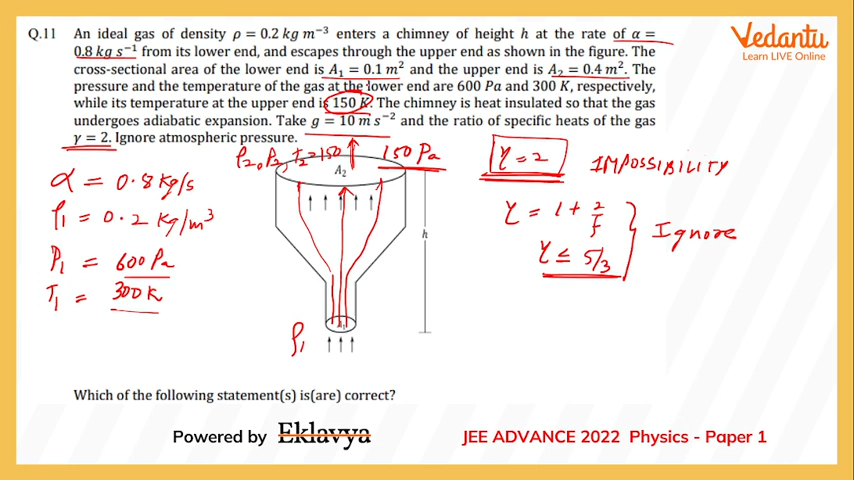 Q.11 An ideal gas of density ρ = 0.2 kg m⁻³ enters a chimney of height h at the rate of α =
0.8 kg s⁻¹ from its lower end, and escapes through the upper end as shown in the figure. The
cross-sectional area of the lower end is A₁ = 0.1 m² and the upper end is A₂ = 0.4 m². The
pressure and the temperature of the gas at the lower end are 600 Pa and 300 K, respectively,
while its temperature at the upper end is 150 K. The chimney is heat insulated so that the gas
undergoes adiabatic expansion. Take g = 10 m s⁻² and the ratio of specific heats of the gas
γ = 2. Ignore atmospheric pressure.
Vedantu
Learn LIVE Online
ρ₂, P₂, T₂=150
150 Pa
γ = 2
IMPOSSIBILITY
A₂
α = 0.8 kg/s
ρ₁ = 0.2 kg/m³
γ = 1 + 2/f
Ignore
h
γ ≤ 5/3
P₁ = 600 Pa
T₁ = 300 K
A₁
ρ₁
Which of the following statement(s) is(are) correct?
Powered by Eklavya
JEE ADVANCE 2022 Physics - Paper 1